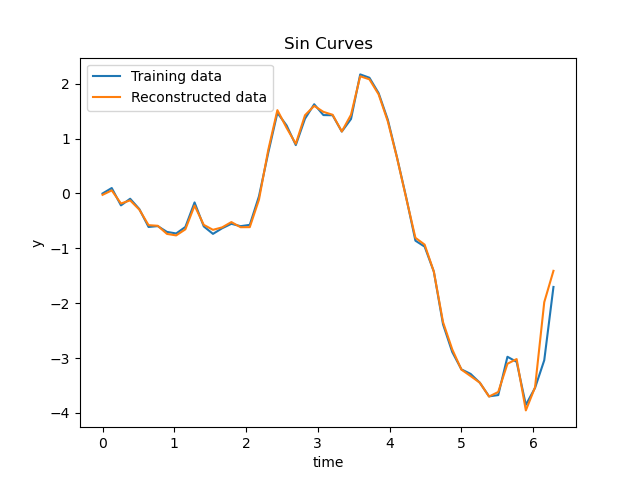 Sin Curves
Training data
Reconstructed data
2
1
0
−1
−2
−3
−4
y
0 1 2 3 4 5 6
time